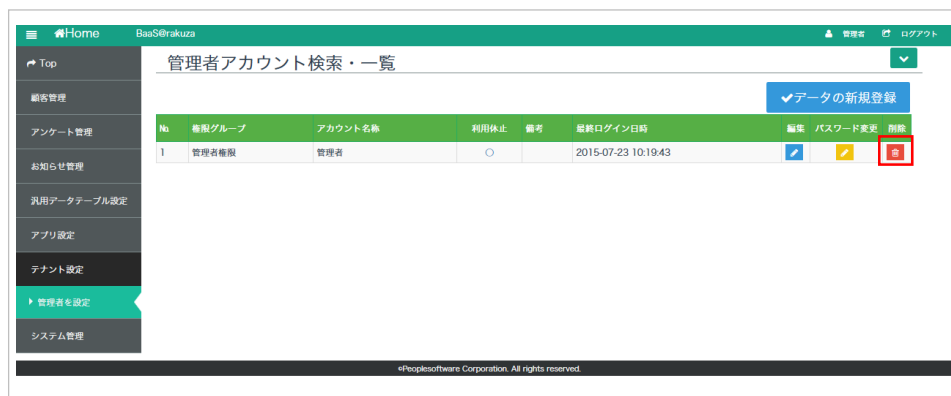 Home BaaS@rakuza 管理者 ログアウト
Top
顧客管理
アンケート管理
お知らせ管理
汎用データテーブル設定
アプリ設定
テナント設定
管理者を設定
システム管理
管理者アカウント検索・一覧
データの新規登録
No. 権限グループ アカウント名称 利用休止 備考 最終ログイン日時 編集 パスワード変更 削除
1 管理者権限 管理者 ○ 2015-07-23 10:19:43
©Peoplesoftware Corporation. All rights reserved.